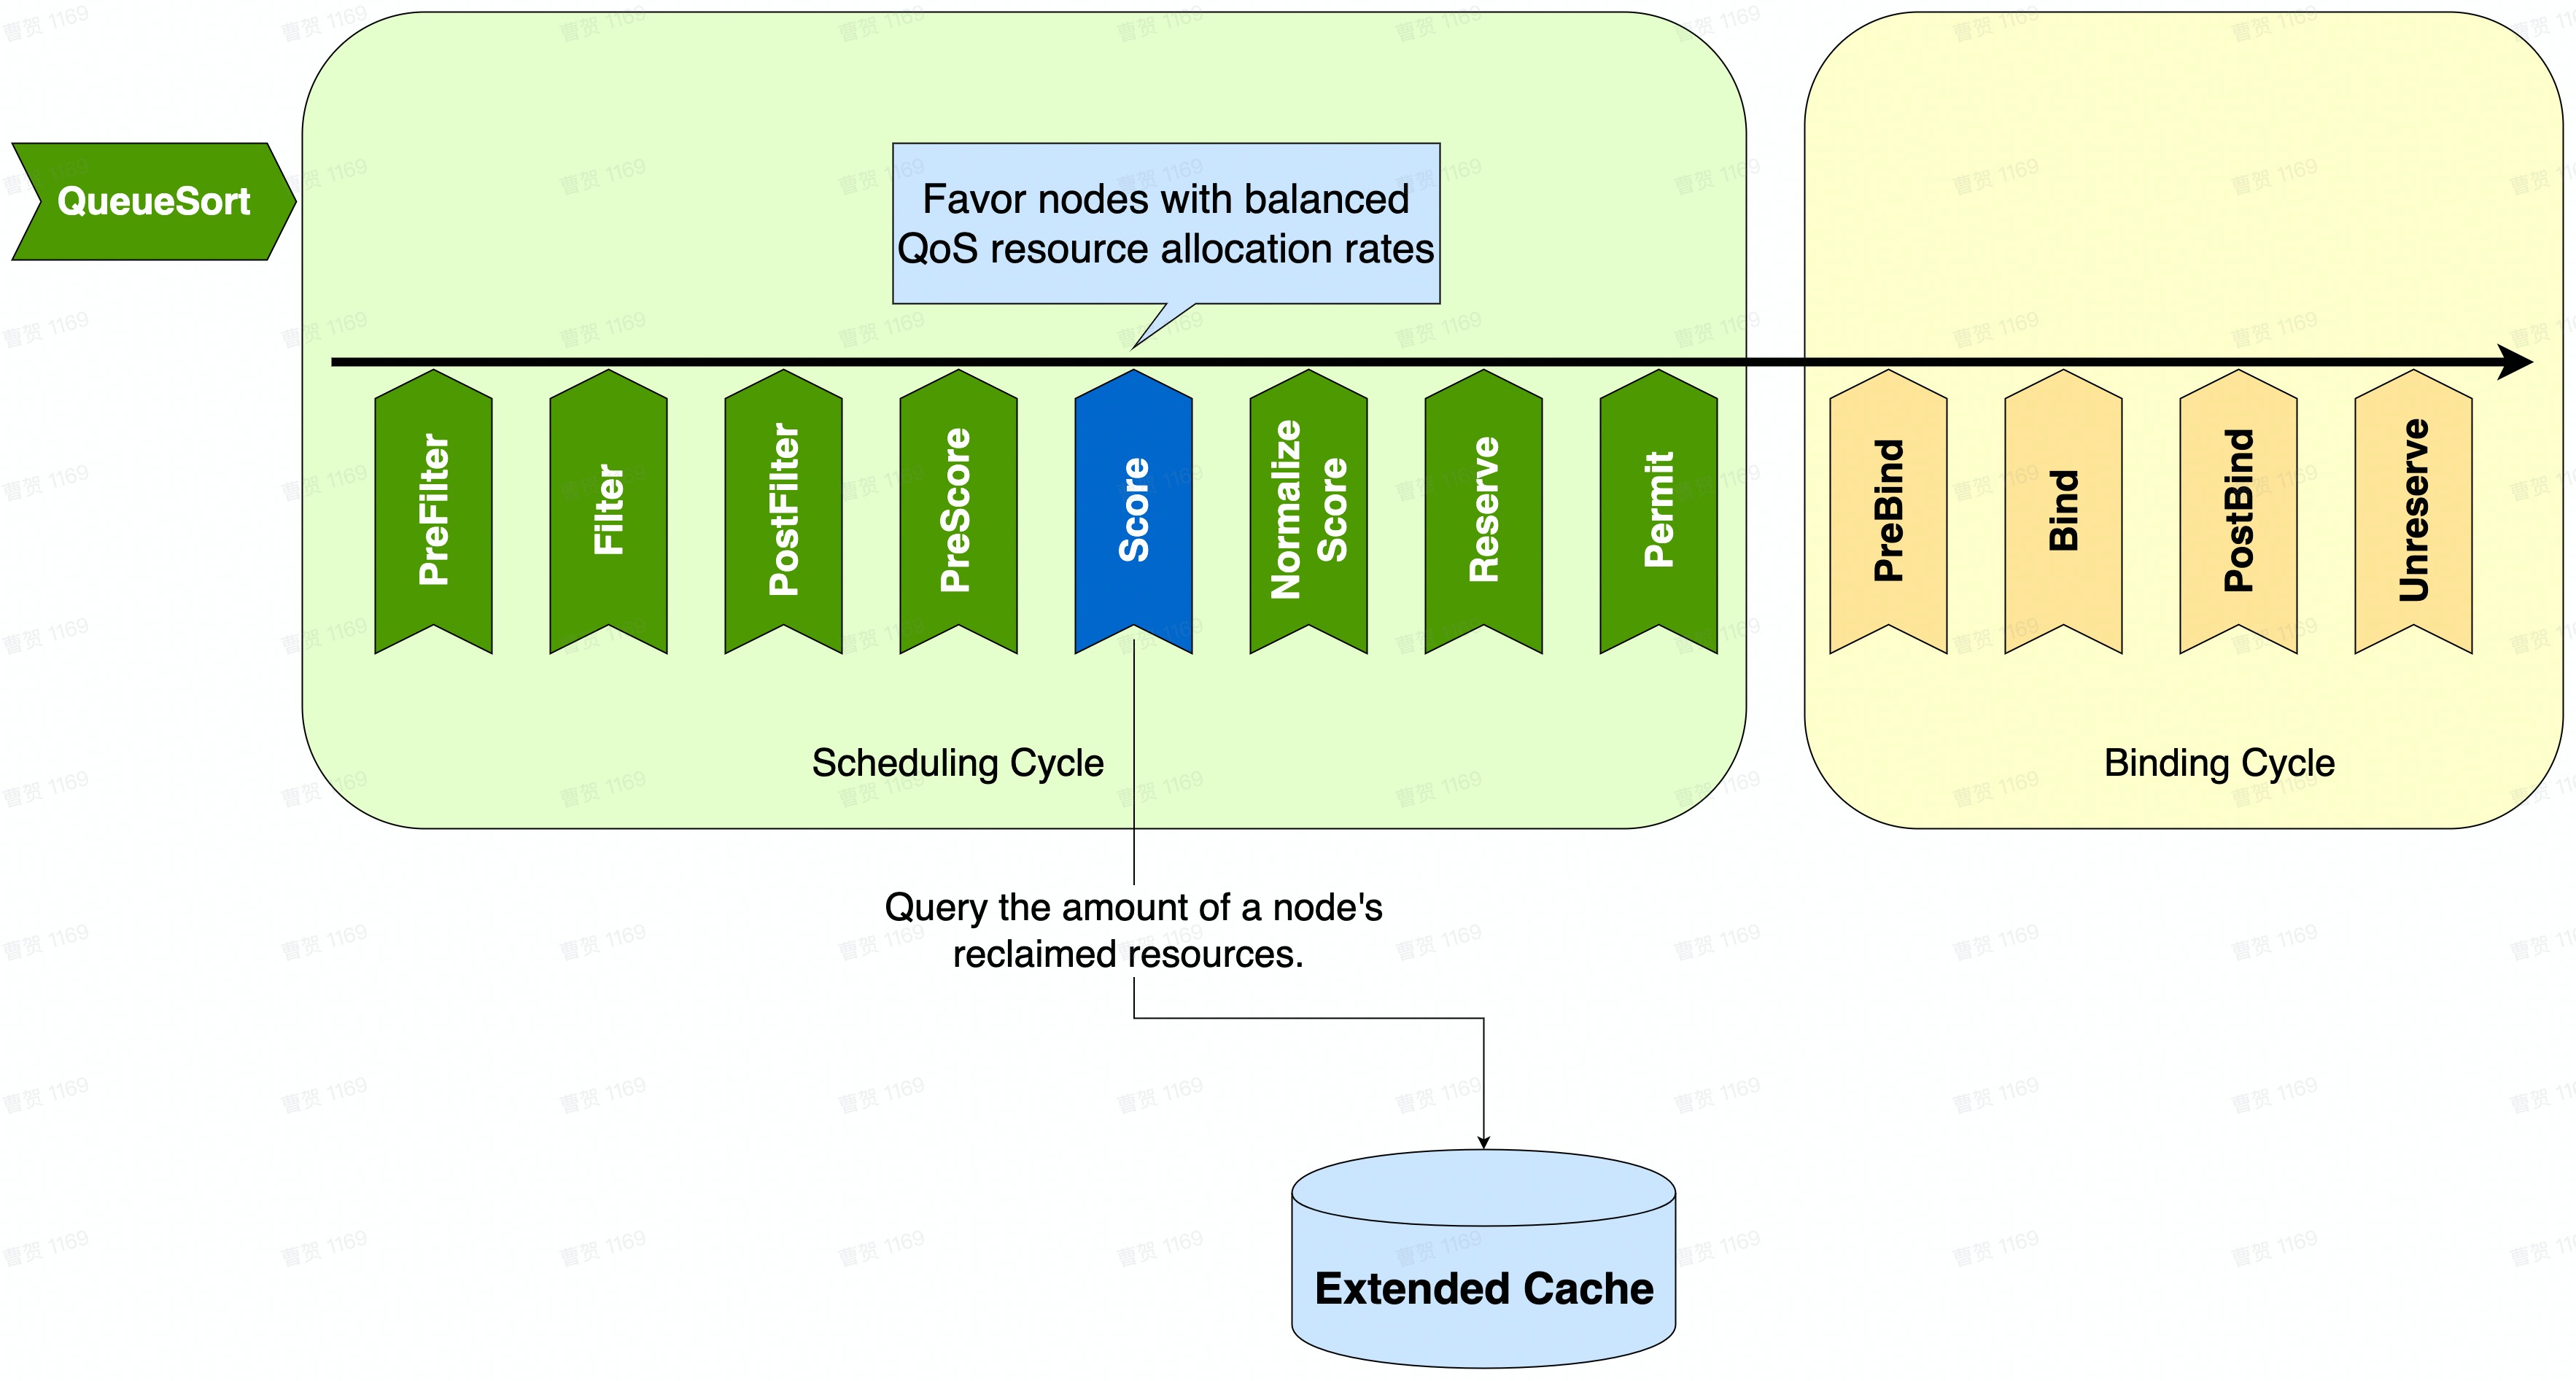 QueueSort
Favor nodes with balanced
QoS resource allocation rates
PreFilter
Filter
PostFilter
PreScore
Score
Normalize
Score
Reserve
Permit
PreBind
Bind
PostBind
Unreserve
Scheduling Cycle
Binding Cycle
Query the amount of a node's
reclaimed resources.
Extended Cache
曹贺 1169